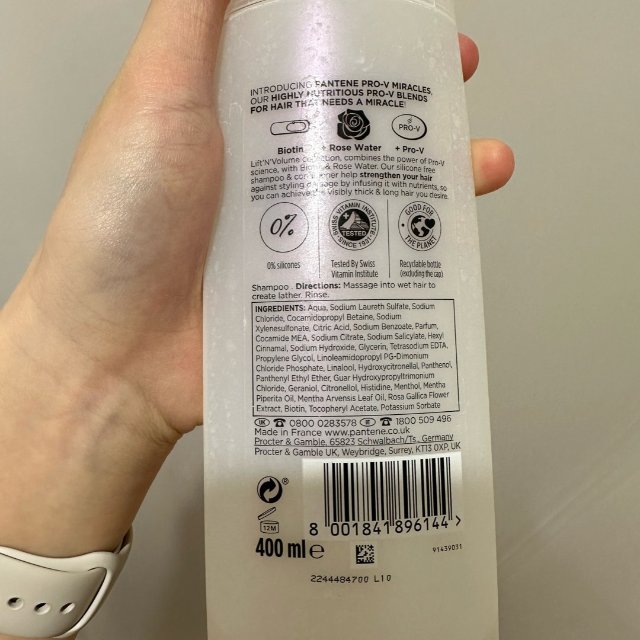 INTRODUCING PANTENE PRO-V MIRACLES,
OUR HIGHLY NUTRITIOUS PRO-V BLENDS
FOR HAIR THAT NEEDS A MIRACLE!
PRO-V
Biotin + Rose Water + Pro-V
Lift'N'Volume collection, combines the power of Pro-V
science, with Biotin & Rose Water. Our silicone free
shampoo & conditioner help strengthen your hair
against styling damage by infusing it with nutrients, so
you can achieve the visibly thick & long hair you desire.
0%
SWISS VITAMIN INSTITUTE
TESTED
SINCE 1981
GOOD FOR
THE PLANET
0% silicones
Tested By Swiss
Vitamin Institute
Recyclable bottle
(excluding the cap)
Shampoo. Directions: Massage into wet hair to
create lather. Rinse.
INGREDIENTS: Aqua, Sodium Laureth Sulfate, Sodium
Chloride, Cocamidopropyl Betaine, Sodium
Xylenesulfonate, Citric Acid, Sodium Benzoate, Parfum,
Cocamide MEA, Sodium Citrate, Sodium Salicylate, Hexyl
Cinnamal, Sodium Hydroxide, Glycerin, Tetrasodium EDTA,
Propylene Glycol, Linoleamidopropyl PG-Dimonium
Chloride Phosphate, Linalool, Hydroxycitronellal, Panthenol,
Panthenyl Ethyl Ether, Guar Hydroxypropyltrimonium
Chloride, Geraniol, Citronellol, Histidine, Menthol, Mentha
Piperita Oil, Mentha Arvensis Leaf Oil, Rosa Gallica Flower
Extract, Biotin, Tocopheryl Acetate, Potassium Sorbate
UK 0800 0283578 IE 1800 509 496
Made in France www.pantene.co.uk
Procter & Gamble, 65823 Schwalbach/Ts., Germany
Procter & Gamble UK, Weybridge, Surrey, KT13 0XP, UK
12M
8 001841 896144 >
400 ml e
91439031
2244484700 L10